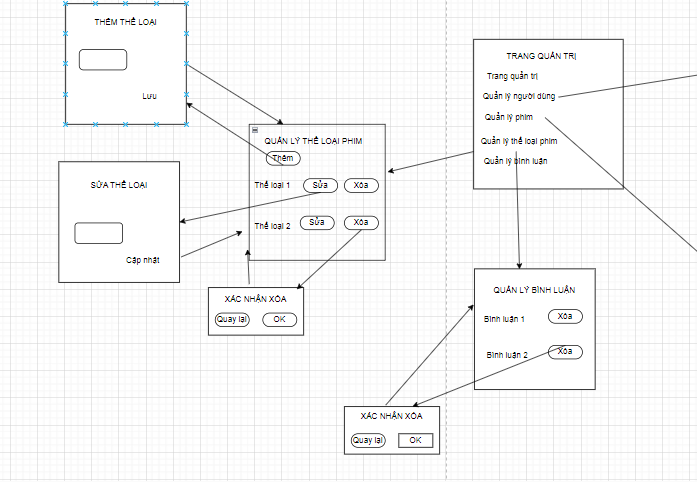 THÊM THỂ LOẠI
Lưu
TRANG QUẢN TRỊ
Trang quản trị
Quản lý người dùng
Quản lý phim
Quản lý thể loại phim
Quản lý bình luận
QUẢN LÝ THỂ LOẠI PHIM
Thêm
Thể loại 1
Sửa
Xóa
Thể loại 2
Sửa
Xóa
SỬA THỂ LOẠI
Cập nhật
XÁC NHẬN XÓA
Quay lại
OK
QUẢN LÝ BÌNH LUẬN
Bình luận 1
Xóa
Bình luận 2
Xóa
XÁC NHẬN XÓA
Quay lại
OK